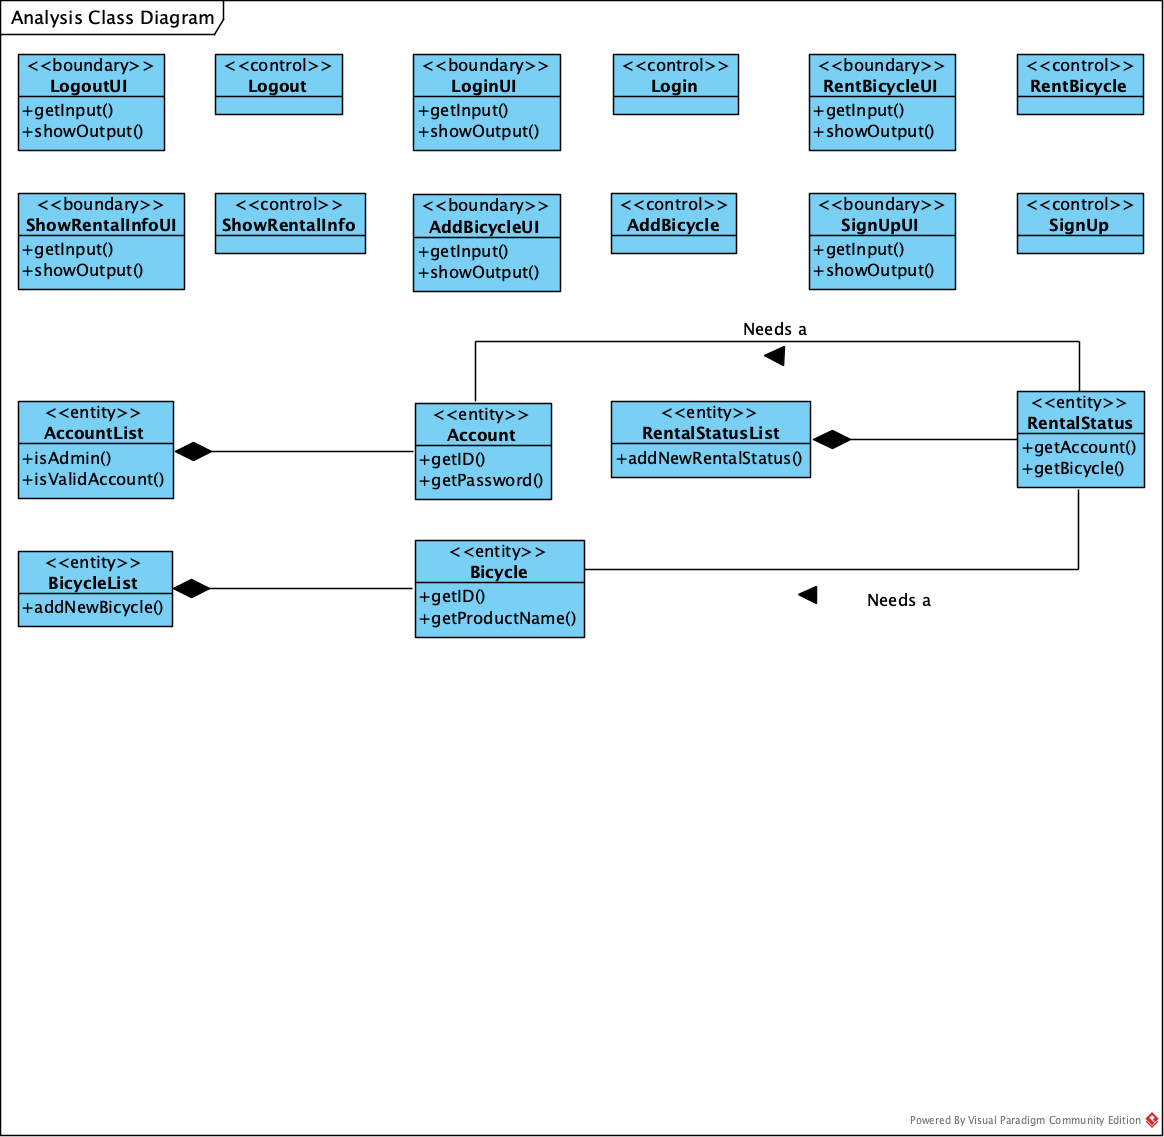 Analysis Class Diagram
<<boundary>>
LogoutUI
+getInput()
+showOutput()
<<control>>
Logout
<<boundary>>
LoginUI
+getInput()
+showOutput()
<<control>>
Login
<<boundary>>
RentBicycleUI
+getInput()
+showOutput()
<<control>>
RentBicycle
<<boundary>>
ShowRentalInfoUI
+getInput()
+showOutput()
<<control>>
ShowRentalInfo
<<boundary>>
AddBicycleUI
+getInput()
+showOutput()
<<control>>
AddBicycle
<<boundary>>
SignUpUI
+getInput()
+showOutput()
<<control>>
SignUp
Needs a
<<entity>>
AccountList
+isAdmin()
+isValidAccount()
<<entity>>
Account
+getID()
+getPassword()
<<entity>>
RentalStatusList
+addNewRentalStatus()
<<entity>>
RentalStatus
+getAccount()
+getBicycle()
<<entity>>
BicycleList
+addNewBicycle()
<<entity>>
Bicycle
+getID()
+getProductName()
Needs a
Powered By Visual Paradigm Community Edition